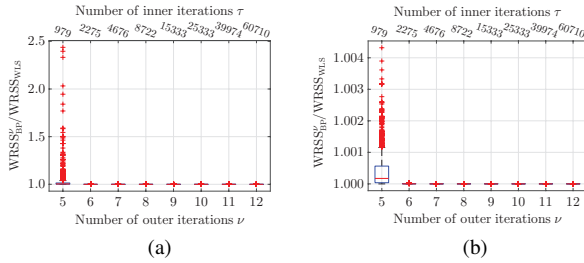 Number of inner iterations τ
979 2275 4676 8722 15333 25333 39974 60710
2.5
2.0
1.5
1.0
WRSS^ν_BP/WRSS_WLS
5 6 7 8 9 10 11 12
Number of outer iterations ν
(a)
Number of inner iterations τ
979 2275 4676 8722 15333 25333 39974 60710
1.004
1.002
1.001
1.000
WRSS^ν_BP/WRSS_WLS
5 6 7 8 9 10 11 12
Number of outer iterations ν
(b)